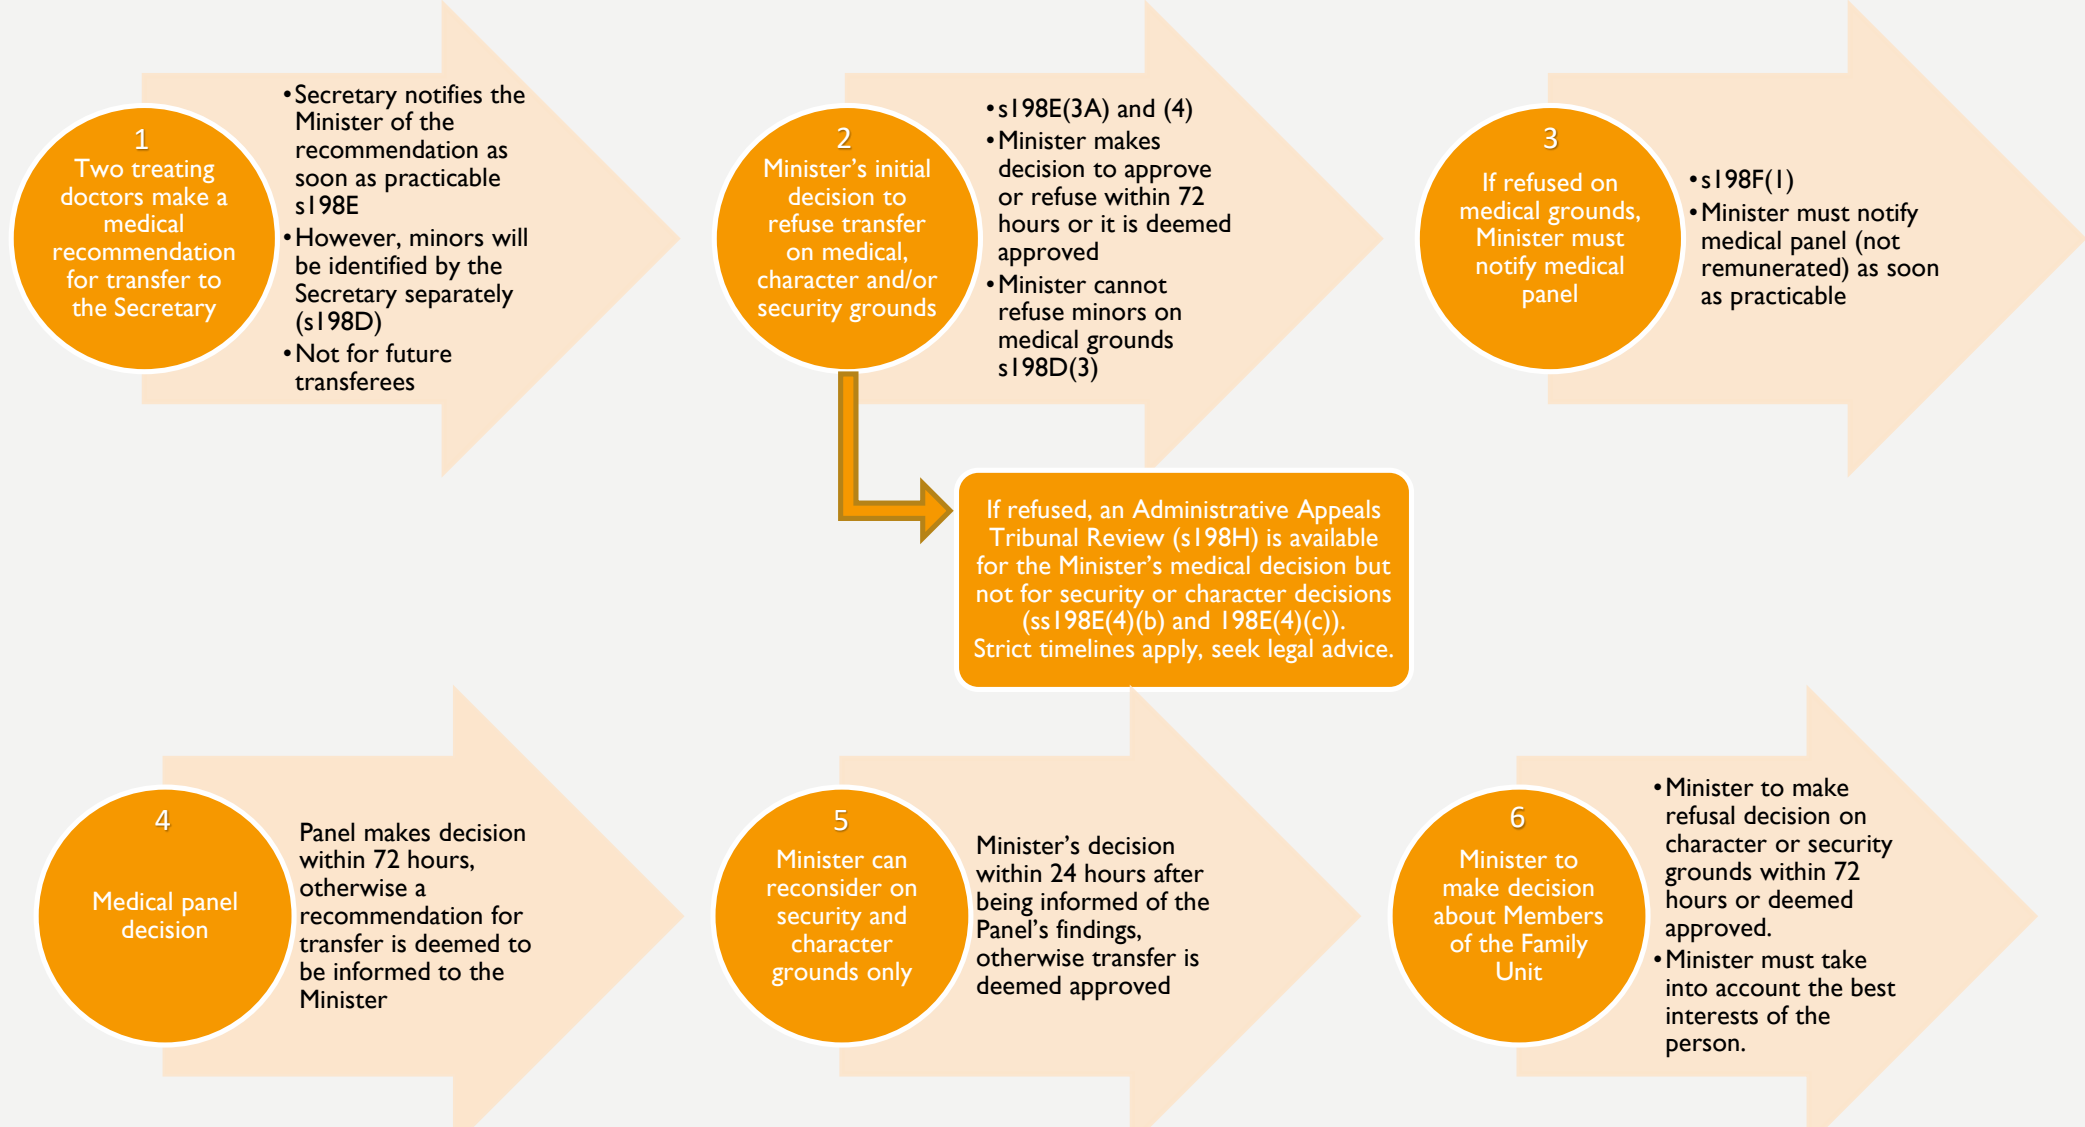 1
Two treating
doctors make a
medical
recommendation
for transfer to
the Secretary
•Secretary notifies the
Minister of the
recommendation as
soon as practicable
s198E
•However, minors will
be identified by the
Secretary separately
(s198D)
•Not for future
transferees
2
Minister's initial
decision to
refuse transfer
on medical,
character and/or
security grounds
•s198E(3A) and (4)
•Minister makes
decision to approve
or refuse within 72
hours or it is deemed
approved
•Minister cannot
refuse minors on
medical grounds
s198D(3)
3
If refused on
medical grounds,
Minister must
notify medical
panel
•s198F(1)
•Minister must notify
medical panel (not
remunerated) as soon
as practicable
If refused, an Administrative Appeals
Tribunal Review (s198H) is available
for the Minister's medical decision but
not for security or character decisions
(ss198E(4)(b) and 198E(4)(c)).
Strict timelines apply, seek legal advice.
4
Medical panel
decision
Panel makes decision
within 72 hours,
otherwise a
recommendation for
transfer is deemed to
be informed to the
Minister
5
Minister can
reconsider on
security and
character
grounds only
Minister's decision
within 24 hours after
being informed of the
Panel's findings,
otherwise transfer is
deemed approved
6
Minister to
make decision
about Members
of the Family
Unit
•Minister to make
refusal decision on
character or security
grounds within 72
hours or deemed
approved.
•Minister must take
into account the best
interests of the
person.